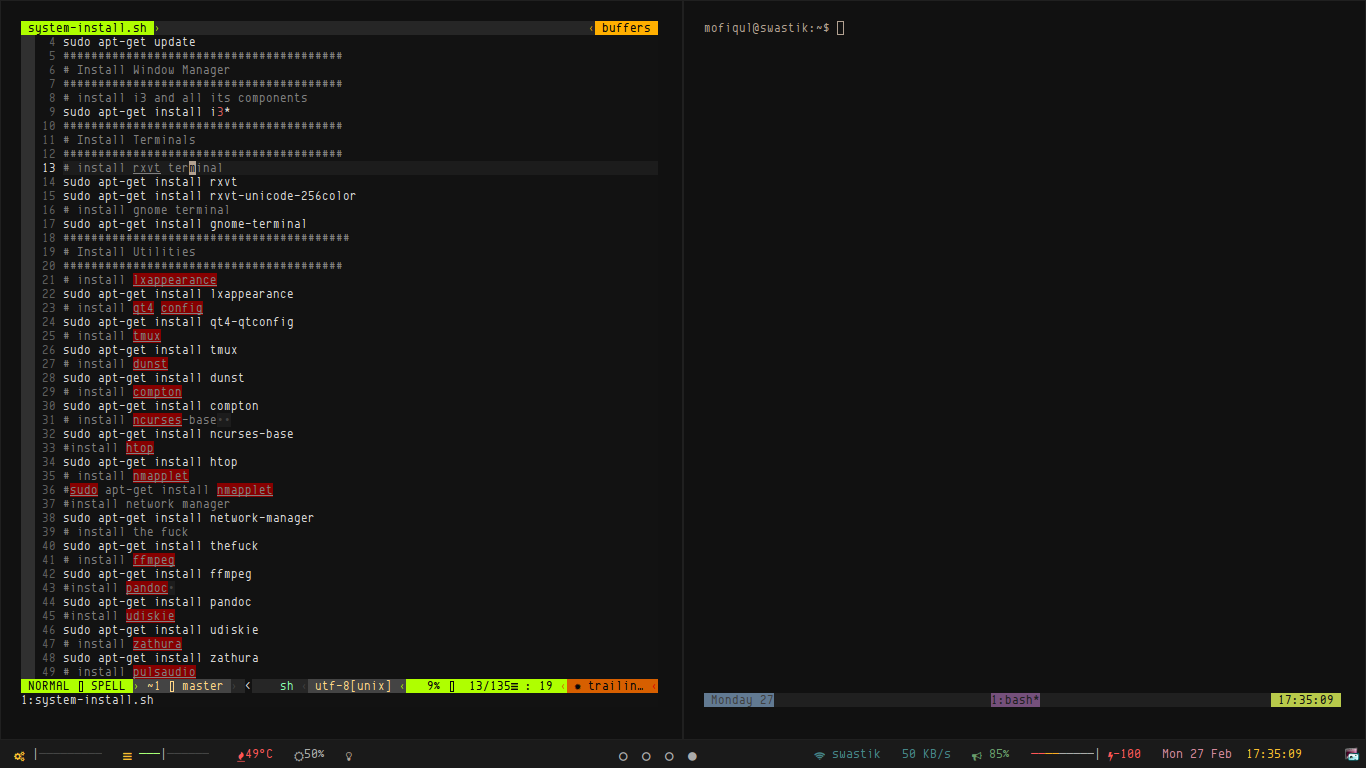 system-install.sh
buffers
4 sudo apt-get update
5 ########################################
6 # Install Window Manager
7 ########################################
8 # install i3 and all its components
9 sudo apt-get install i3*
10 ########################################
11 # Install Terminals
12 ########################################
13 # install rxvt terminal
14 sudo apt-get install rxvt
15 sudo apt-get install rxvt-unicode-256color
16 # install gnome terminal
17 sudo apt-get install gnome-terminal
18 #########################################
19 # Install Utilities
20 ########################################
21 # install lxappearance
22 sudo apt-get install lxappearance
23 # install qt4 config
24 sudo apt-get install qt4-qtconfig
25 # install tmux
26 sudo apt-get install tmux
27 # install dunst
28 sudo apt-get install dunst
29 # install compton
30 sudo apt-get install compton
31 # install ncurses-base
32 sudo apt-get install ncurses-base
33 #install htop
34 sudo apt-get install htop
35 # install nmapplet
36 #sudo apt-get install nmapplet
37 #install network manager
38 sudo apt-get install network-manager
39 # install the fuck
40 sudo apt-get install thefuck
41 # install ffmpeg
42 sudo apt-get install ffmpeg
43 #install pandoc
44 sudo apt-get install pandoc
45 #install udiskie
46 sudo apt-get install udiskie
47 # install zathura
48 sudo apt-get install zathura
49 # install pulsaudio
NORMAL SPELL ~1 master sh utf-8[unix] 9% 13/135☰ : 19 trailin…
1:system-install.sh
mofiqul@swastik:~$
Monday 27 1:bash* 17:35:09
49°C 50% swastik 50 KB/s 85% -100 Mon 27 Feb 17:35:09